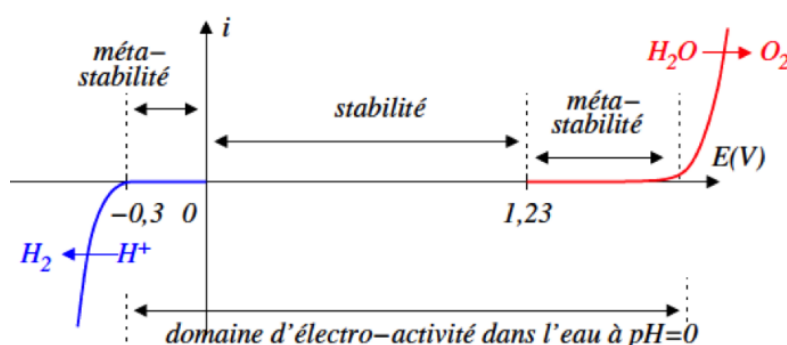 i
méta–
stabilité
H₂O → O₂
stabilité
méta–
stabilité
E(V)
–0,3
0
1,23
H₂ ← H⁺
domaine d'électro–activité dans l'eau à pH=0